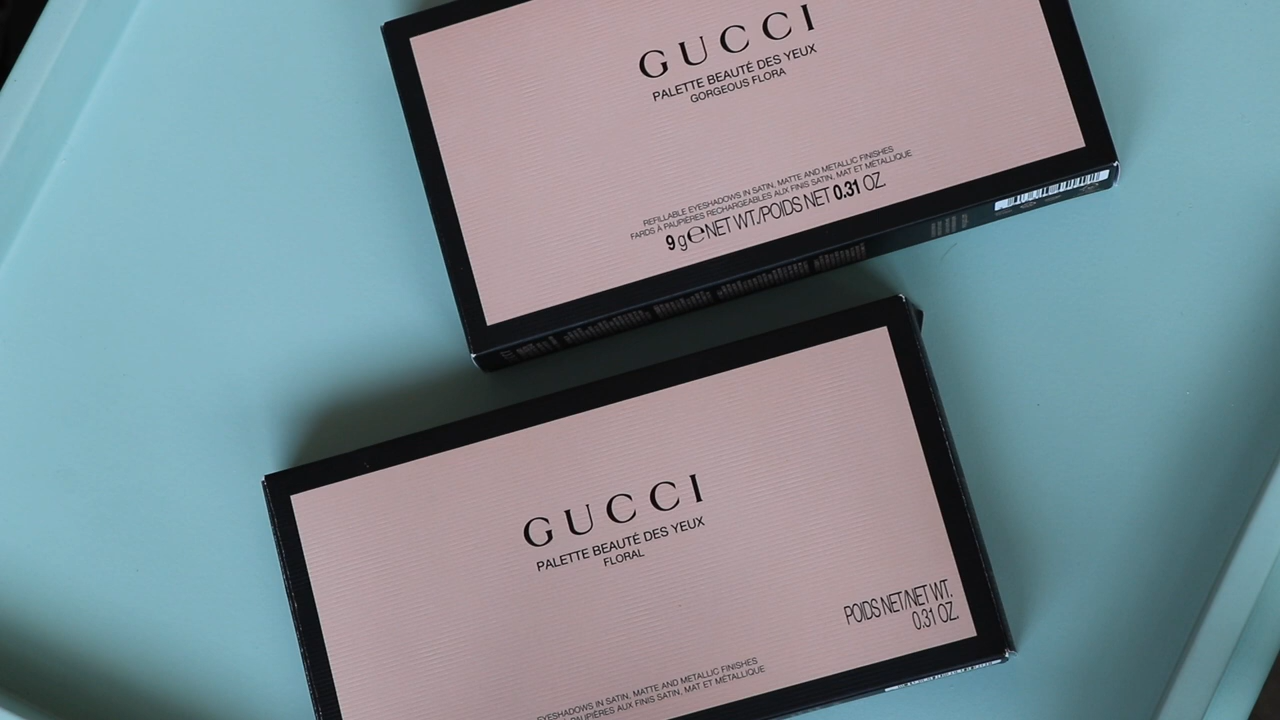 GUCCI
PALETTE BEAUTÉ DES YEUX
GORGEOUS FLORA
REFILLABLE EYESHADOWS IN SATIN, MATTE AND METALLIC FINISHES
FARDS À PAUPIÈRES RECHARGEABLES AUX FINIS SATIN, MAT ET MÉTALLIQUE
9 g℮NET WT./POIDS NET 0.31 OZ.
GUCCI
PALETTE BEAUTÉ DES YEUX
FLORAL
POIDS NET/NET WT.
0.31 OZ.
EYESHADOWS IN SATIN, MATTE AND METALLIC FINISHES
PAUPIÈRES AUX FINIS SATIN, MAT ET MÉTALLIQUE